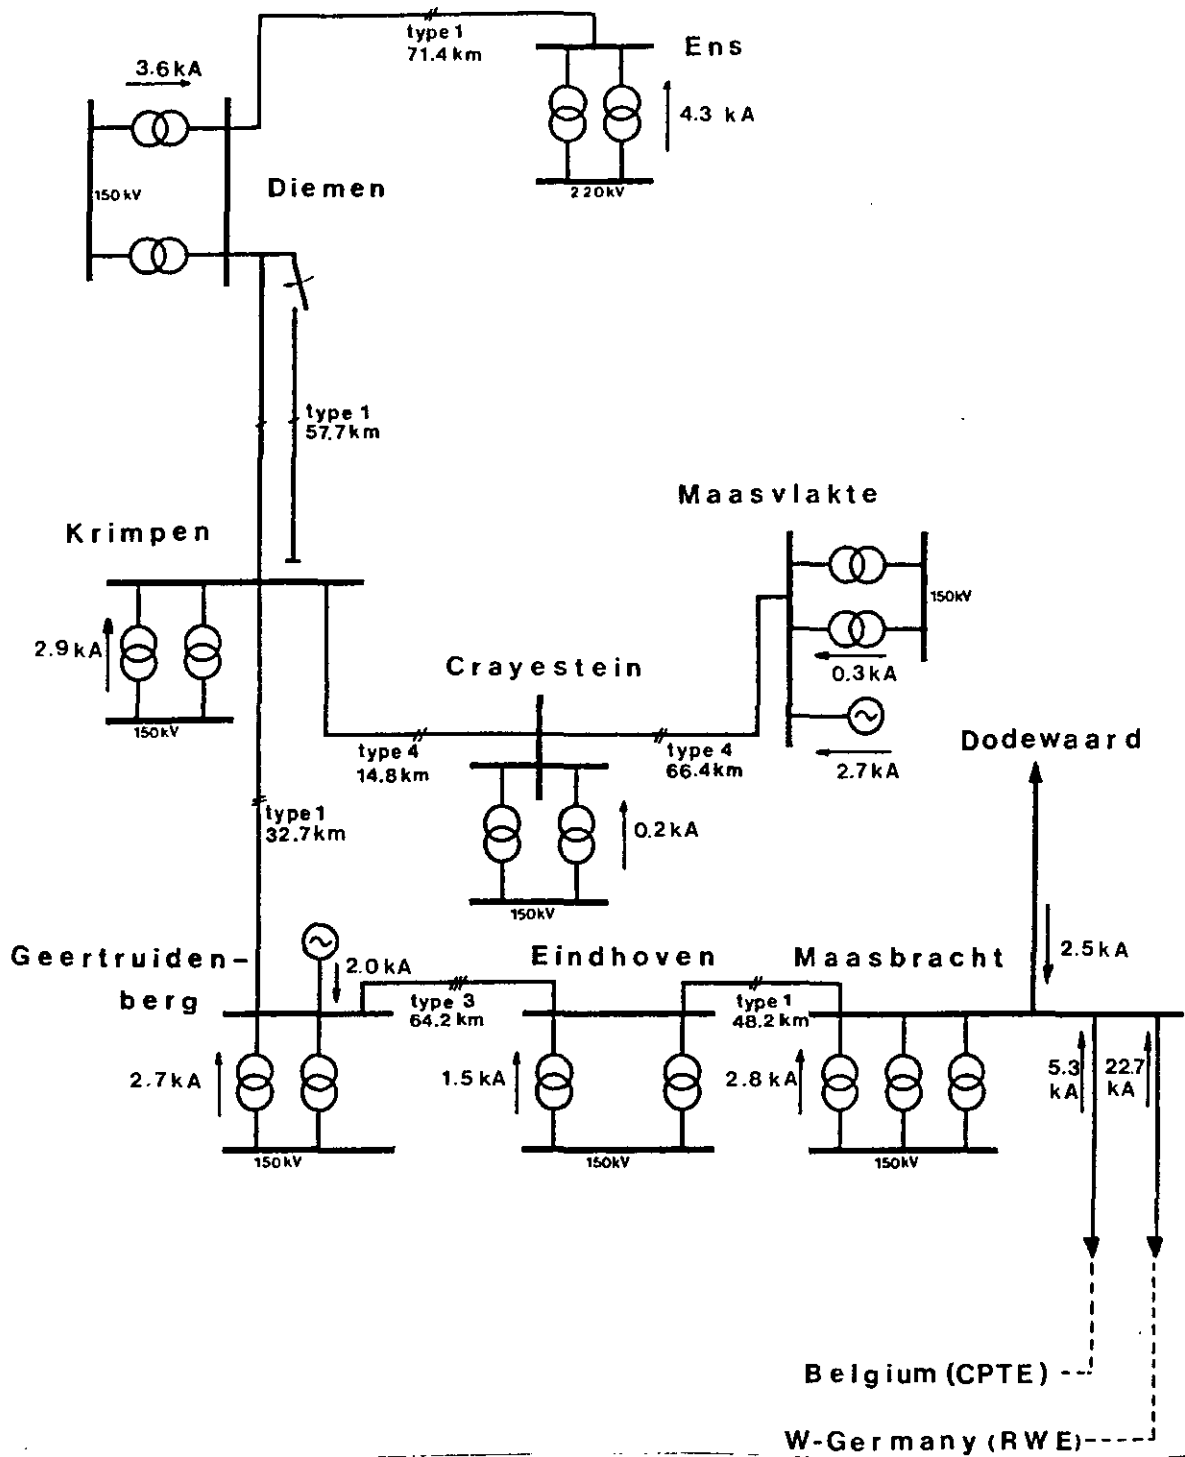 type 1
71.4 km
Ens
3.6 kA
4.3 kA
150 kV
Diemen
220kV
type 1
57.7km
Maasvlakte
Krimpen
150kV
2.9 kA
Crayestein
0.3 kA
150kV
type 4
14.8 km
type 4
66.4km
2.7kA
Dodewaard
type 1
32.7 km
0.2 kA
150kV
Geertruiden-
berg
2.0 kA
Eindhoven
Maasbracht
2.5 kA
type 3
64.2 km
type 1
48.2 km
2.7 kA
1.5 kA
2.8 kA
5.3
kA
22.7
kA
150kV
150kV
150kV
Belgium (CPTE)
W-Germany (RWE)